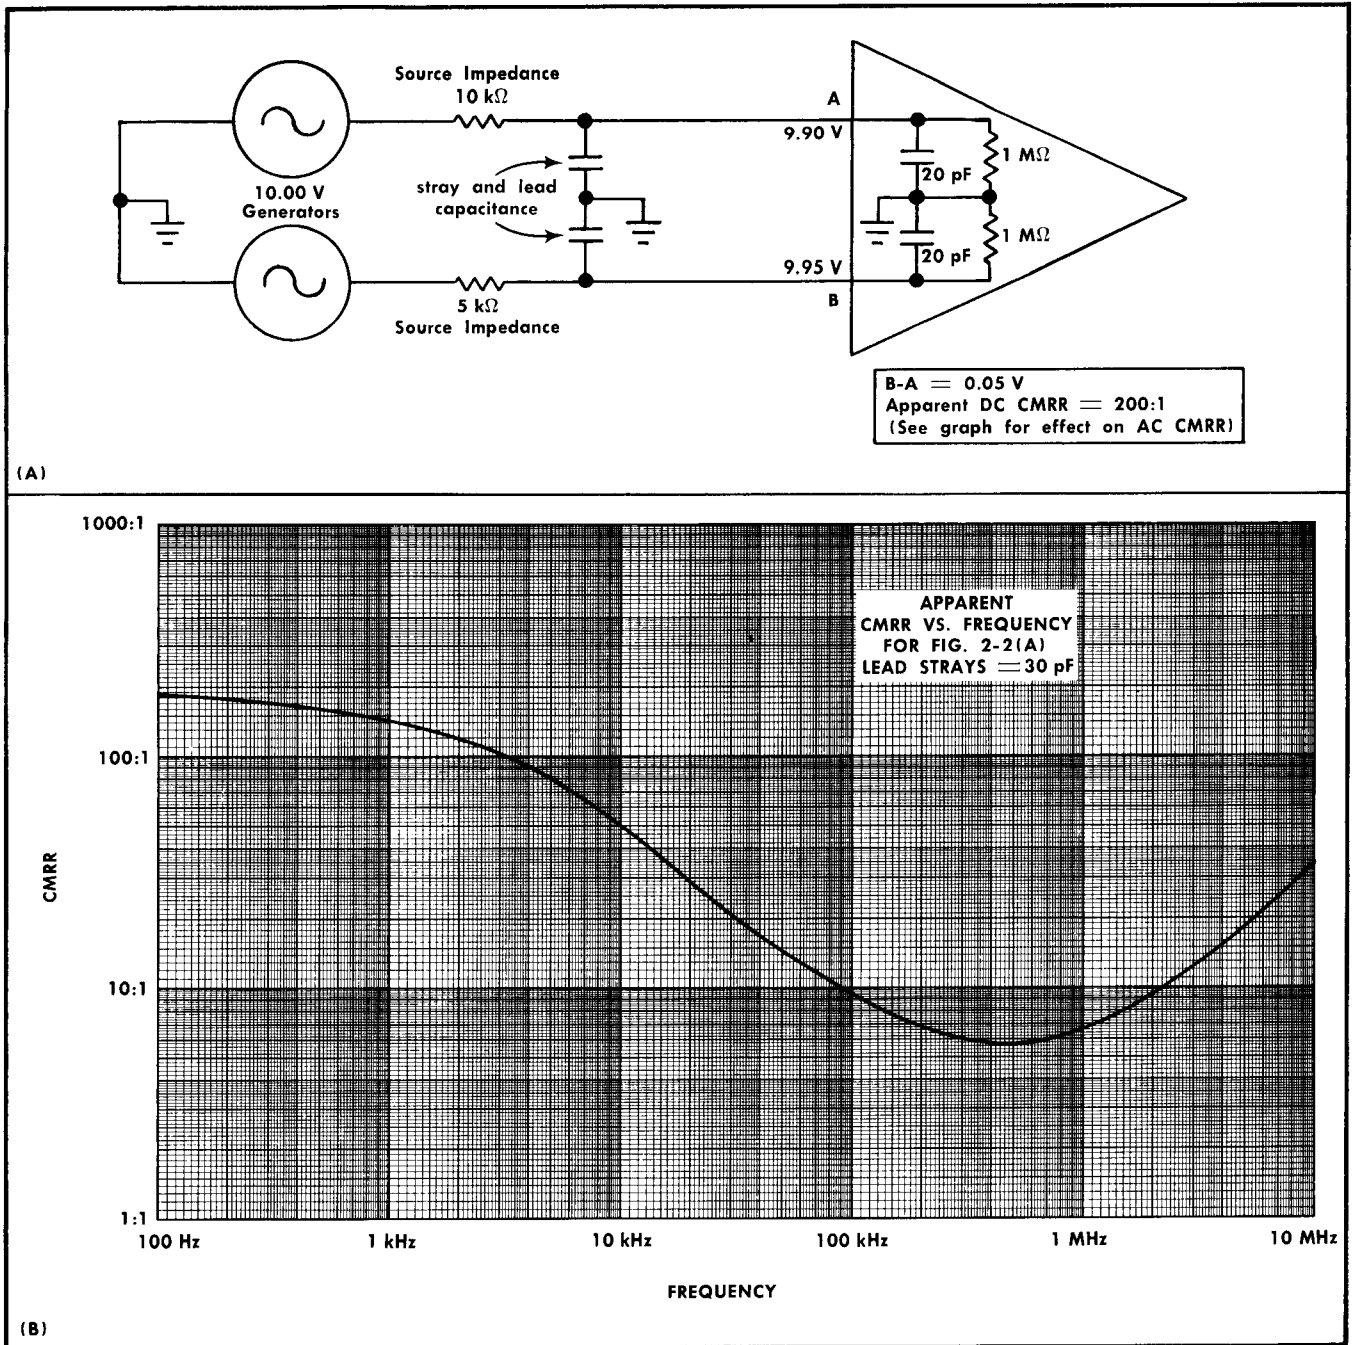 Source Impedance
10 kΩ
10.00 V
Generators
stray and lead
capacitance
5 kΩ
Source Impedance
A
9.90 V
20 pF
1 MΩ
20 pF
1 MΩ
9.95 V
B
B-A = 0.05 V
Apparent DC CMRR = 200:1
(See graph for effect on AC CMRR)
(A)
APPARENT
CMRR VS. FREQUENCY
FOR FIG. 2-2(A)
LEAD STRAYS = 30 pF
1000:1
100:1
10:1
1:1
CMRR
100 Hz 1 kHz 10 kHz 100 kHz 1 MHz 10 MHz
FREQUENCY
(B)